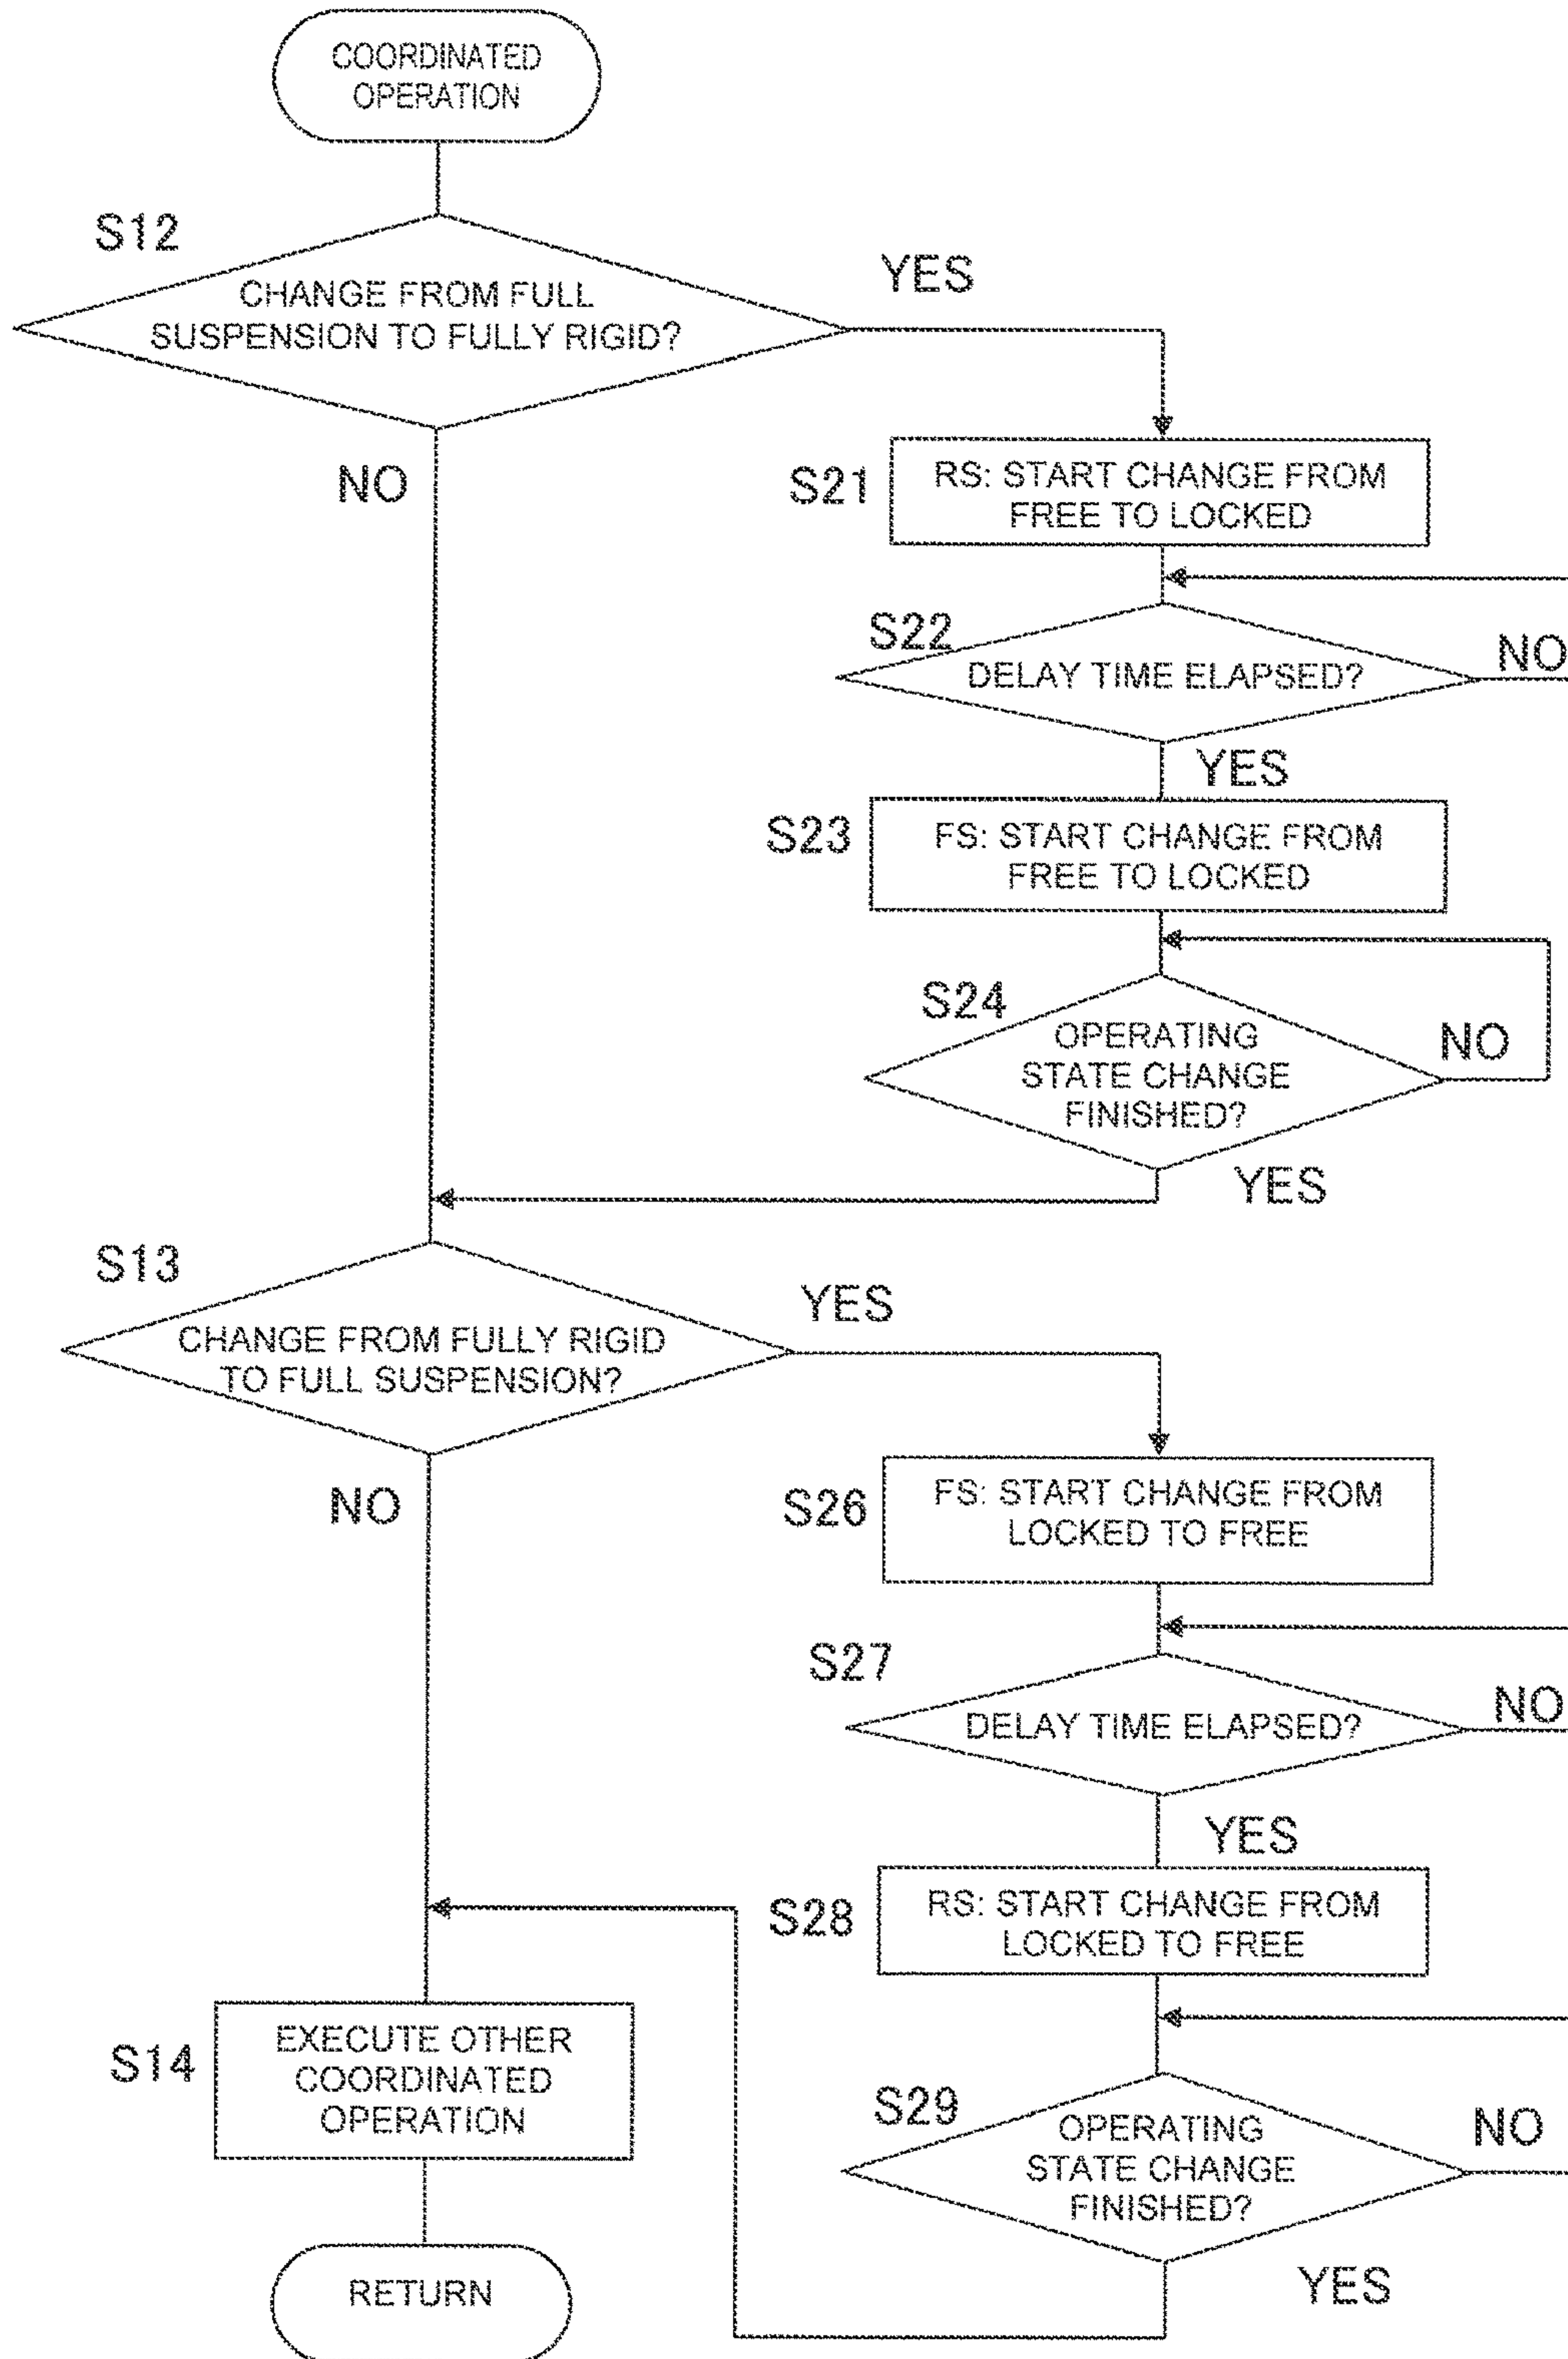 COORDINATED
OPERATION
S12
CHANGE FROM FULL
SUSPENSION TO FULLY RIGID?
YES
NO
S21
RS: START CHANGE FROM
FREE TO LOCKED
S22
DELAY TIME ELAPSED?
NO
YES
S23
FS: START CHANGE FROM
FREE TO LOCKED
S24
OPERATING
STATE CHANGE
FINISHED?
NO
YES
S13
CHANGE FROM FULLY RIGID
TO FULL SUSPENSION?
YES
NO
S26
FS: START CHANGE FROM
LOCKED TO FREE
S27
DELAY TIME ELAPSED?
NO
YES
S28
RS: START CHANGE FROM
LOCKED TO FREE
S14
EXECUTE OTHER
COORDINATED
OPERATION
S29
OPERATING
STATE CHANGE
FINISHED?
NO
YES
RETURN